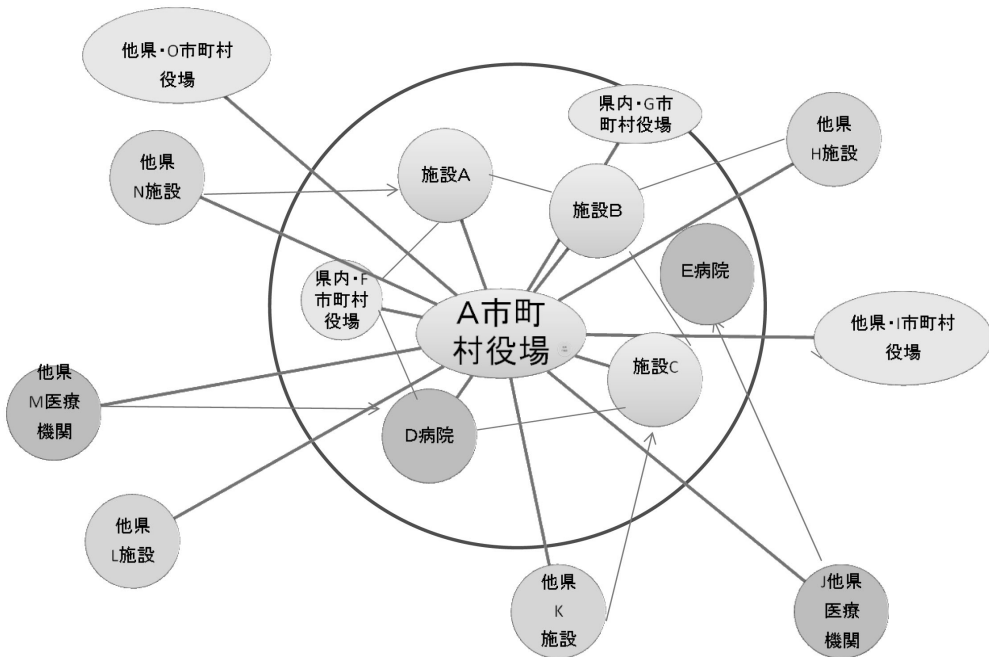 他県・O市町村
役場
県内・G市
町村役場
他県
H施設
他県
N施設
施設A
施設B
E病院
県内・F
市町村
役場
A市町
村役場
他県・I市町村
役場
施設C
他県
M医療
機関
D病院
他県
L施設
他県
K
施設
J他県
医療
機関